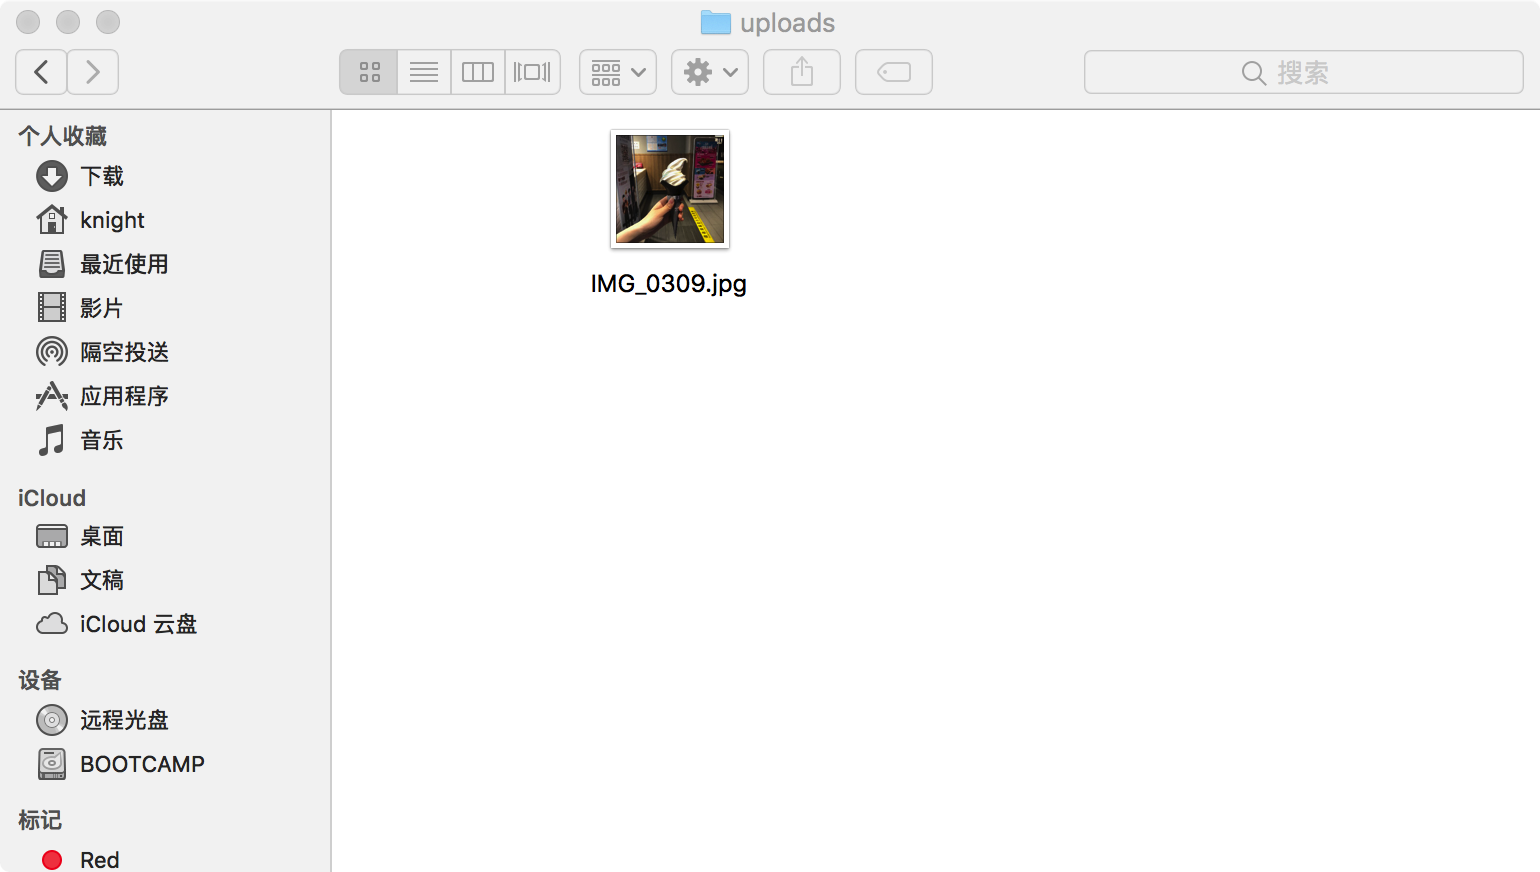 uploads
搜索
个人收藏
下载
knight
最近使用
影片
隔空投送
应用程序
音乐
iCloud
桌面
文稿
iCloud 云盘
设备
远程光盘
BOOTCAMP
标记
Red
IMG_0309.jpg